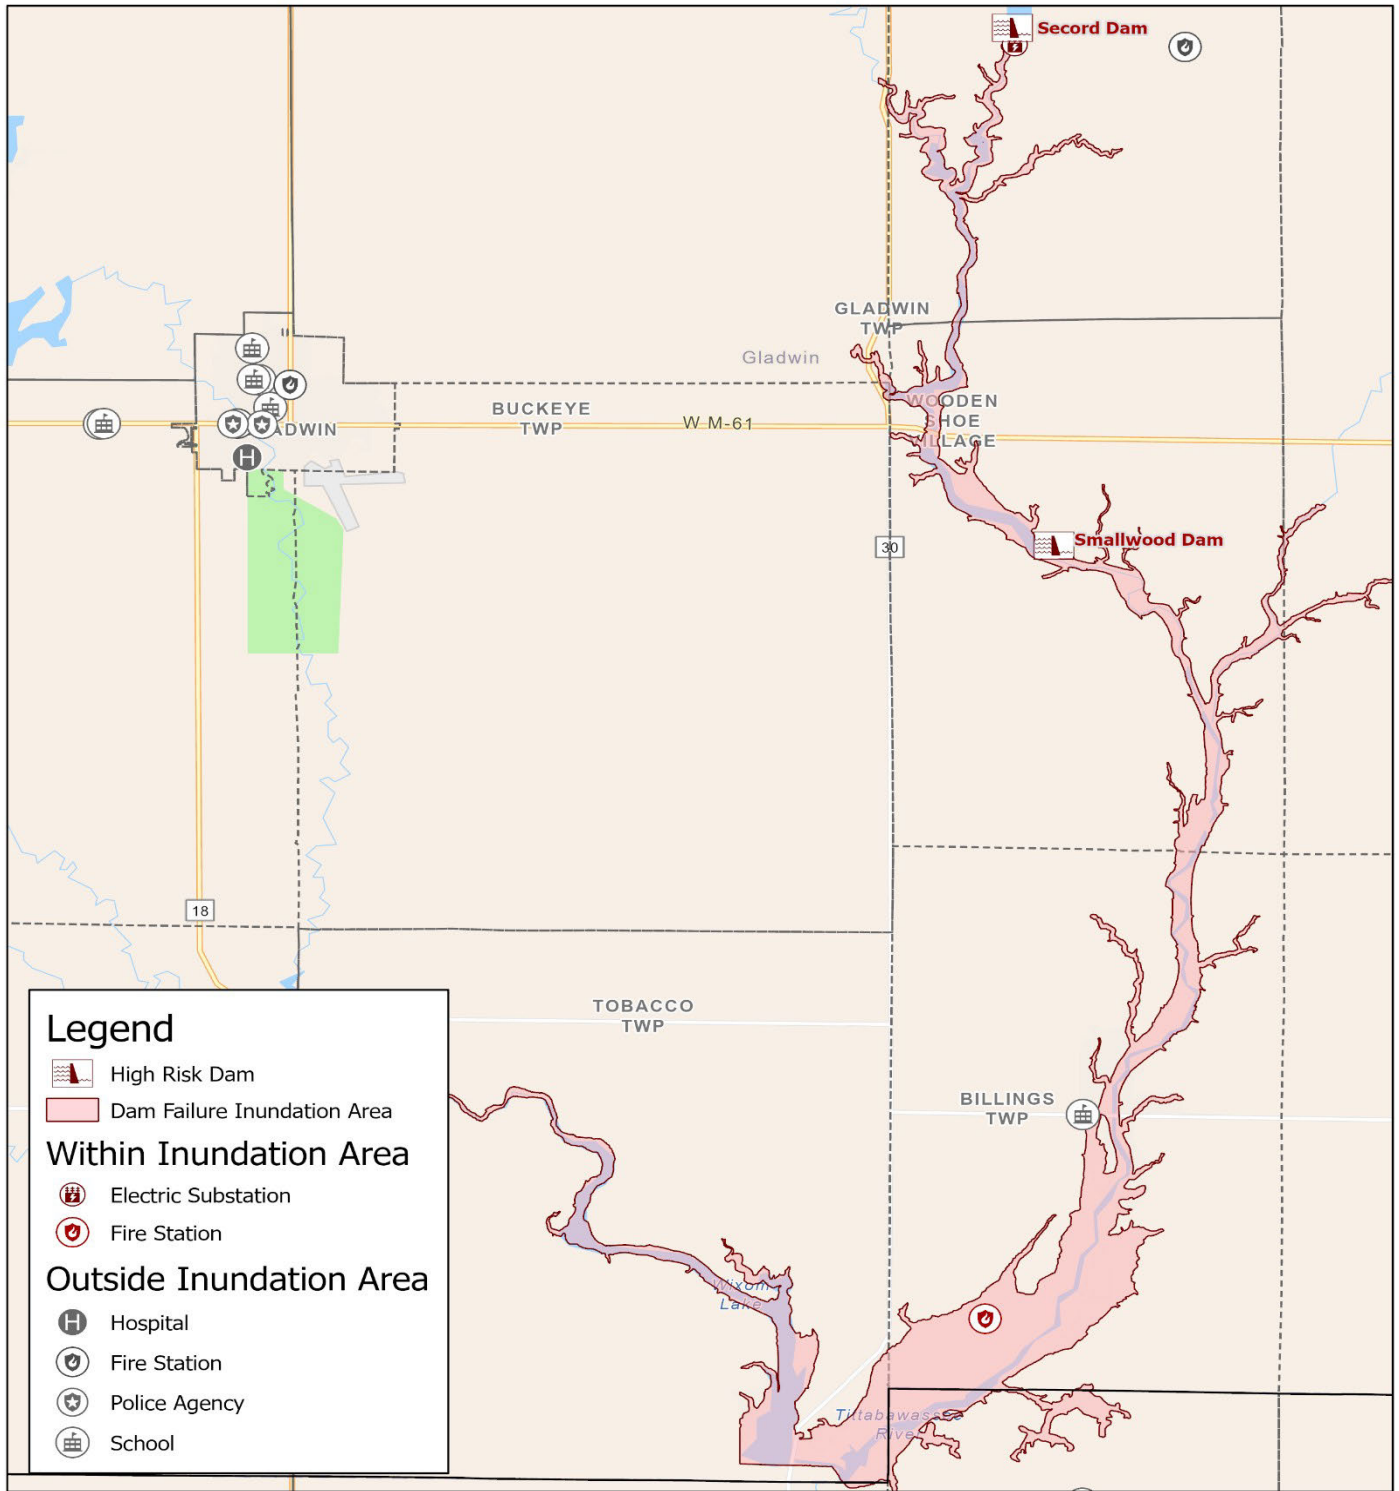 Secord Dam
GLADWIN
TWP
Gladwin
BUCKEYE
TWP
W M-61
WOODEN
SHOE
VILLAGE
ADWIN
H
30
Smallwood Dam
18
TOBACCO
TWP
BILLINGS
TWP
Wixom
Lake
Tittabawassee
River
Legend
High Risk Dam
Dam Failure Inundation Area
Within Inundation Area
Electric Substation
Fire Station
Outside Inundation Area
H Hospital
Fire Station
Police Agency
School